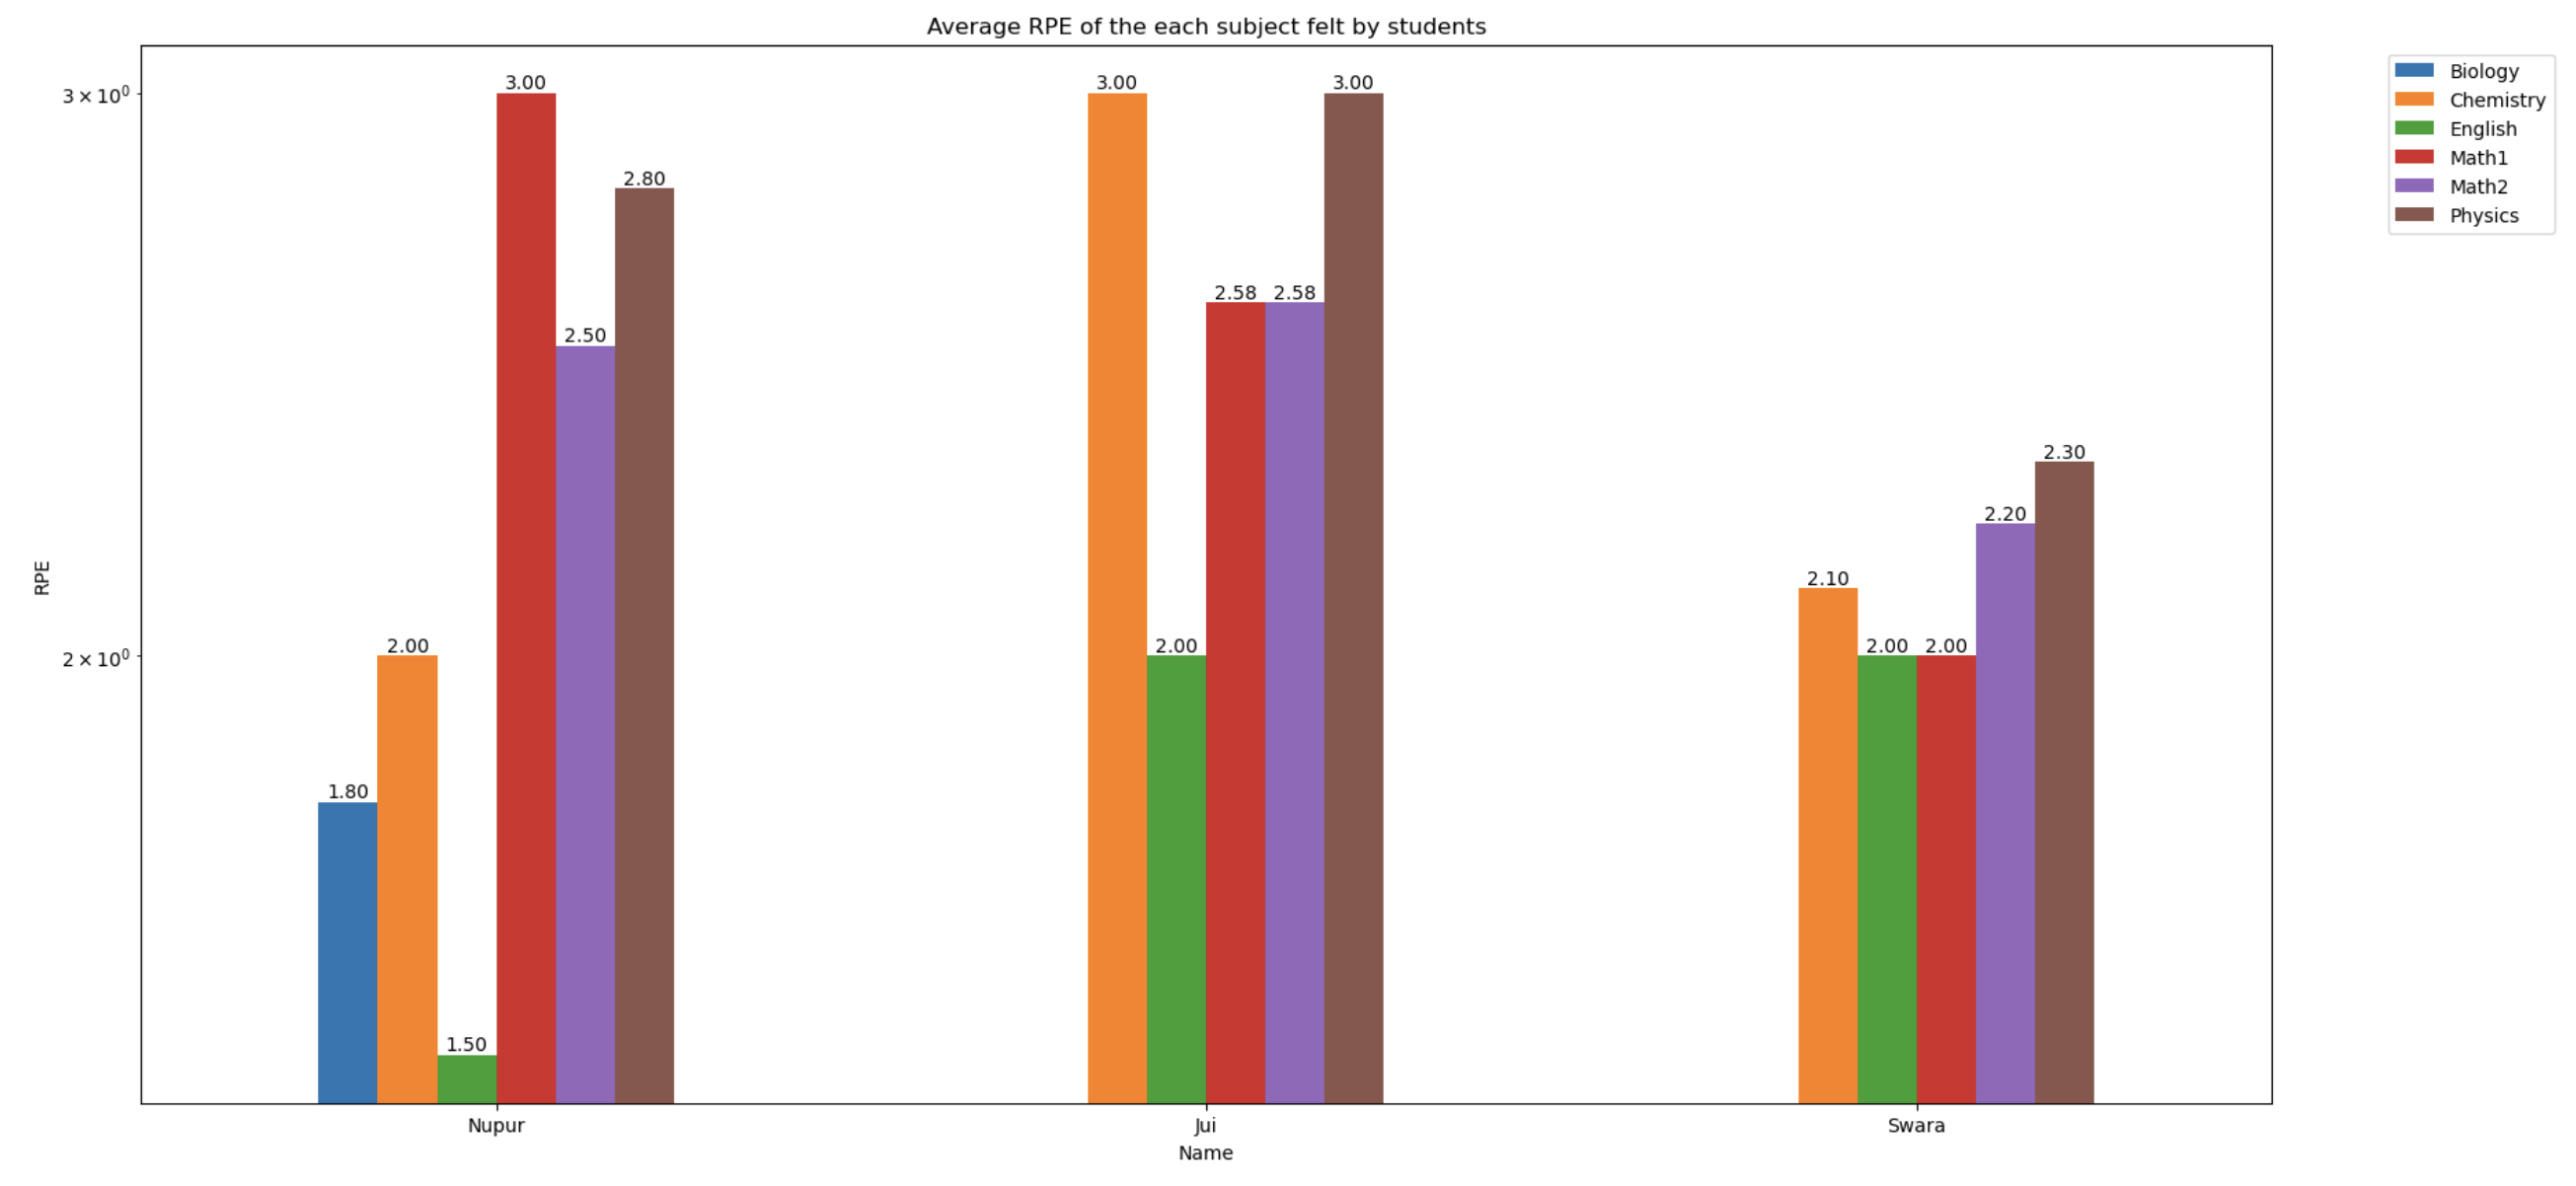 Average RPE of the each subject felt by students
3 × 10⁰
2 × 10⁰
RPE
1.80
2.00
1.50
3.00
2.50
2.80
3.00
2.00
2.58
2.58
3.00
2.10
2.00
2.00
2.20
2.30
Nupur
Jui
Swara
Name
Biology
Chemistry
English
Math1
Math2
Physics